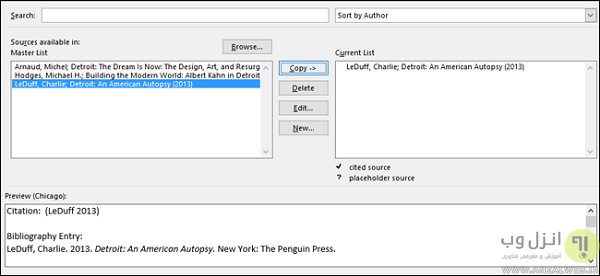 Search:
Sort by Author
Sources available in:
Master List
Browse...
Current List
Arnaud, Michel; Detroit: The Dream Is Now: The Design, Art, and Resurg
Hodges, Michael H.; Building the Modern World: Albert Kahn in Detroit
LeDuff, Charlie; Detroit: An American Autopsy (2013)
Copy ->
Delete
Edit...
New...
LeDuff, Charlie; Detroit: An American Autopsy (2013)
✓ cited source
? placeholder source
Preview (Chicago):
Citation: (LeDuff 2013)
Bibliography Entry:
LeDuff, Charlie. 2013. Detroit: An American Autopsy. New York: The Penguin Press.
انزل وب
آموزش و معرفی فناوری
WWW.ANZALWEB.IR